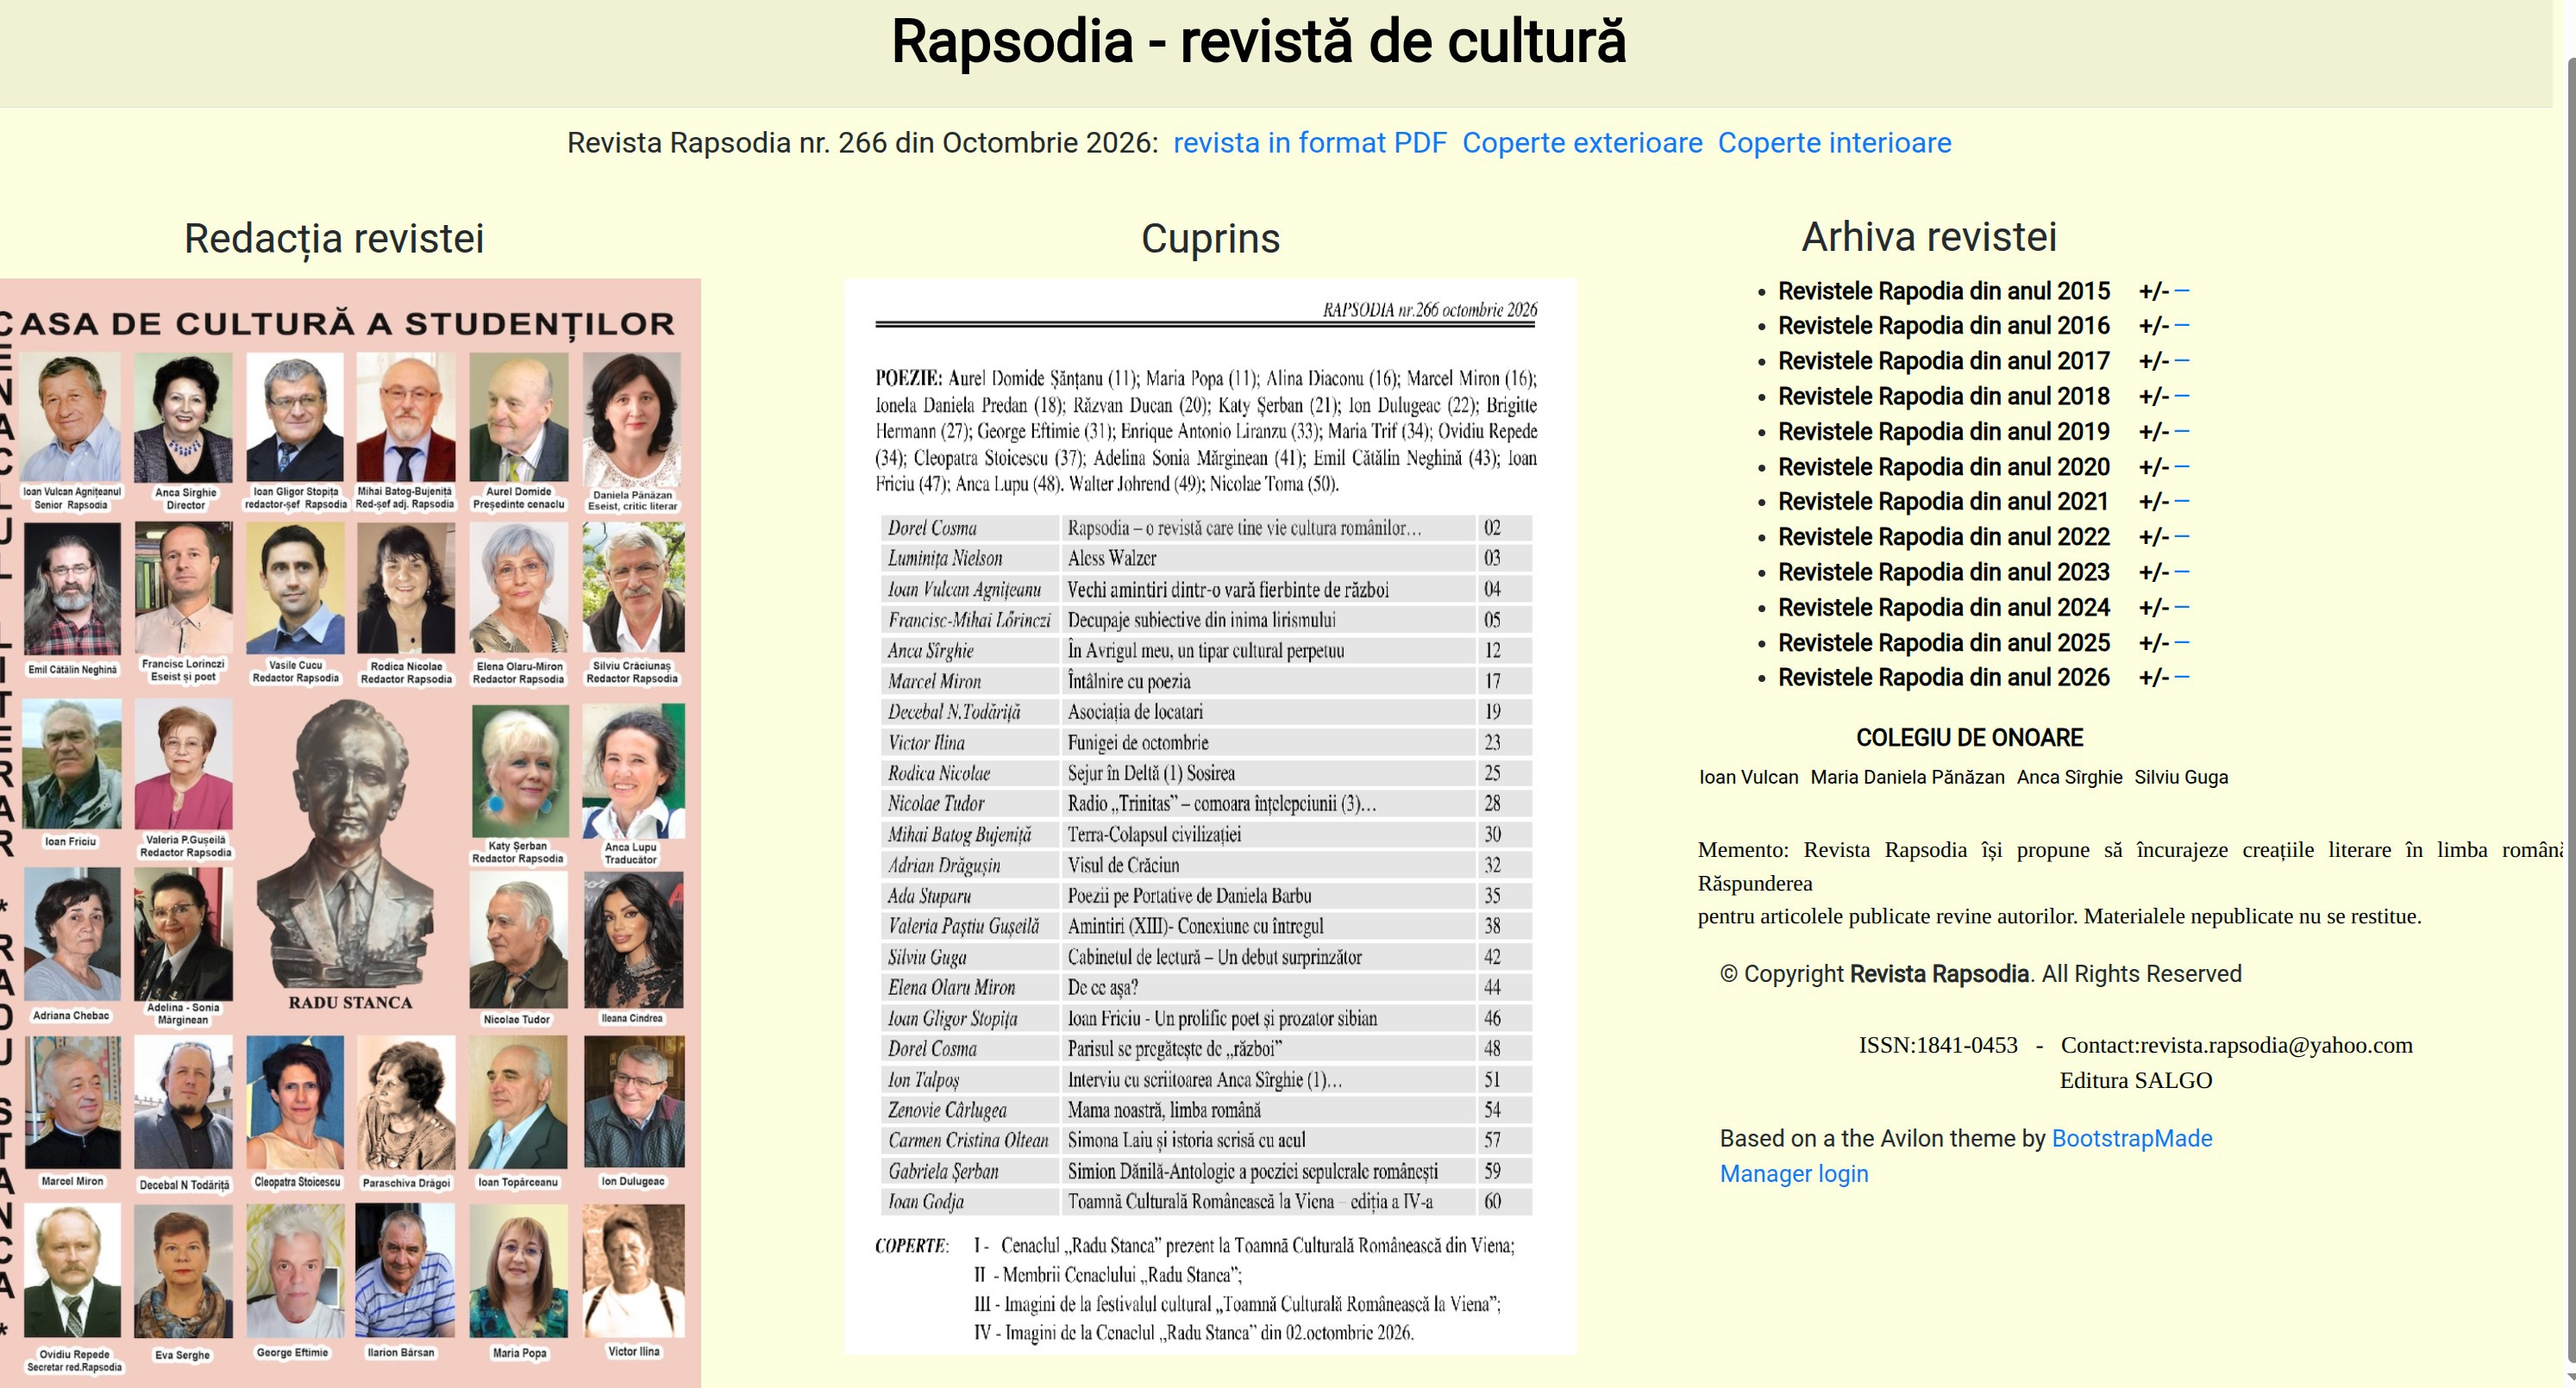 Rapsodia - revistă de cultură
Revista Rapsodia nr. 266 din Octombrie 2026: revista in format PDF Coperte exterioare Coperte interioare
Redacția revistei
CASA DE CULTURĂ A STUDENȚILOR
CENACLUL LITERAR * RADU STANCA *
Ioan Vulcan Agnițeanul
Senior Rapsodia
Anca Sirghie
Director
Ioan Gligor Stopița
redactor-șef Rapsodia
Mihai Batog-Bujeniță
Red-șef adj. Rapsodia
Aurel Domide
Președinte cenaclu
Daniela Pănăzan
Eseist, critic literar
Emil Cătălin Neghină
Francisc Lorinczi
Eseist și poet
Vasile Cucu
Redactor Rapsodia
Rodica Nicolae
Redactor Rapsodia
Elena Olaru-Miron
Redactor Rapsodia
Silviu Crăciunaș
Redactor Rapsodia
Ioan Friciu
Valeria P.Gușeilă
Redactor Rapsodia
Katy Șerban
Redactor Rapsodia
Anca Lupu
Traducător
Adriana Chebac
Adelina - Sonia
Mărginean
RADU STANCA
Nicolae Tudor
Ileana Cindrea
Marcel Miron
Decebal N Todăriță
Cleopatra Stoicescu
Paraschiva Drăgoi
Ioan Topârceanu
Ion Dulugeac
Ovidiu Repede
Secretar red.Rapsodia
Eva Serghe
George Eftimie
Ilarion Bârsan
Maria Popa
Victor Ilina
Cuprins
RAPSODIA nr.266 octombrie 2026
POEZIE: Aurel Domide Șănțanu (11); Maria Popa (11); Alina Diaconu (16); Marcel Miron (16);
Ionela Daniela Predan (18); Răzvan Ducan (20); Katy Șerban (21); Ion Dulugeac (22); Brigitte
Hermann (27); George Eftimie (31); Enrique Antonio Liranzu (33); Maria Trif (34); Ovidiu Repede
(34); Cleopatra Stoicescu (37); Adelina Sonia Mărginean (41); Emil Cătălin Neghină (43); Ioan
Friciu (47); Anca Lupu (48). Walter Johrend (49); Nicolae Toma (50).
Dorel Cosma Rapsodia – o revistă care tine vie cultura românilor… 02
Luminița Nielson Aless Walzer 03
Ioan Vulcan Agnițeanu Vechi amintiri dintr-o vară fierbinte de război 04
Francisc-Mihai Lőrinczi Decupaje subiective din inima lirismului 05
Anca Sîrghie În Avrigul meu, un tipar cultural perpetuu 12
Marcel Miron Întâlnire cu poezia 17
Decebal N.Todăriță Asociația de locatari 19
Victor Ilina Funigei de octombrie 23
Rodica Nicolae Sejur în Deltă (1) Sosirea 25
Nicolae Tudor Radio „Trinitas” – comoara înțelepciunii (3)… 28
Mihai Batog Bujeniță Terra-Colapsul civilizației 30
Adrian Drăgușin Visul de Crăciun 32
Ada Stuparu Poezii pe Portative de Daniela Barbu 35
Valeria Paștiu Gușeilă Amintiri (XIII)- Conexiune cu întregul 38
Silviu Guga Cabinetul de lectură – Un debut surprinzător 42
Elena Olaru Miron De ce așa? 44
Ioan Gligor Stopița Ioan Friciu - Un prolific poet și prozator sibian 46
Dorel Cosma Parisul se pregătește de „război” 48
Ion Talpoș Interviu cu scriitoarea Anca Sîrghie (1)… 51
Zenovie Cârlugea Mama noastră, limba română 54
Carmen Cristina Oltean Simona Laiu și istoria scrisă cu acul 57
Gabriela Șerban Simion Dănilă-Antologie a poeziei sepulcrale românești 59
Ioan Godja Toamnă Culturală Românească la Viena – ediția a IV-a 60
COPERTE: I - Cenaclul „Radu Stanca” prezent la Toamnă Culturală Românească din Viena;
II - Membrii Cenaclului „Radu Stanca”;
III - Imagini de la festivalul cultural „Toamnă Culturală Românească la Viena”;
IV - Imagini de la Cenaclul „Radu Stanca” din 02.octombrie 2026.
Arhiva revistei
Revistele Rapodia din anul 2015 +/- —
Revistele Rapodia din anul 2016 +/- —
Revistele Rapodia din anul 2017 +/- —
Revistele Rapodia din anul 2018 +/- —
Revistele Rapodia din anul 2019 +/- —
Revistele Rapodia din anul 2020 +/- —
Revistele Rapodia din anul 2021 +/- —
Revistele Rapodia din anul 2022 +/- —
Revistele Rapodia din anul 2023 +/- —
Revistele Rapodia din anul 2024 +/- —
Revistele Rapodia din anul 2025 +/- —
Revistele Rapodia din anul 2026 +/- —
COLEGIU DE ONOARE
Ioan Vulcan Maria Daniela Pănăzan Anca Sîrghie Silviu Guga
Memento: Revista Rapsodia își propune să încurajeze creațiile literare în limba română
Răspunderea
pentru articolele publicate revine autorilor. Materialele nepublicate nu se restitue.
© Copyright Revista Rapsodia. All Rights Reserved
ISSN:1841-0453 - Contact:revista.rapsodia@yahoo.com
Editura SALGO
Based on a the Avilon theme by BootstrapMade
Manager login